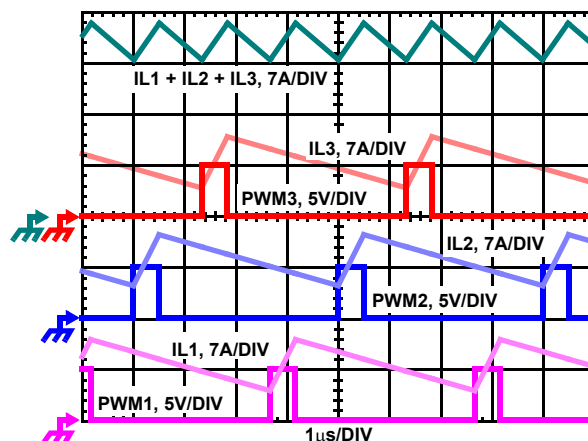 IL1 + IL2 + IL3, 7A/DIV
IL3, 7A/DIV
PWM3, 5V/DIV
IL2, 7A/DIV
PWM2, 5V/DIV
IL1, 7A/DIV
PWM1, 5V/DIV
1µs/DIV